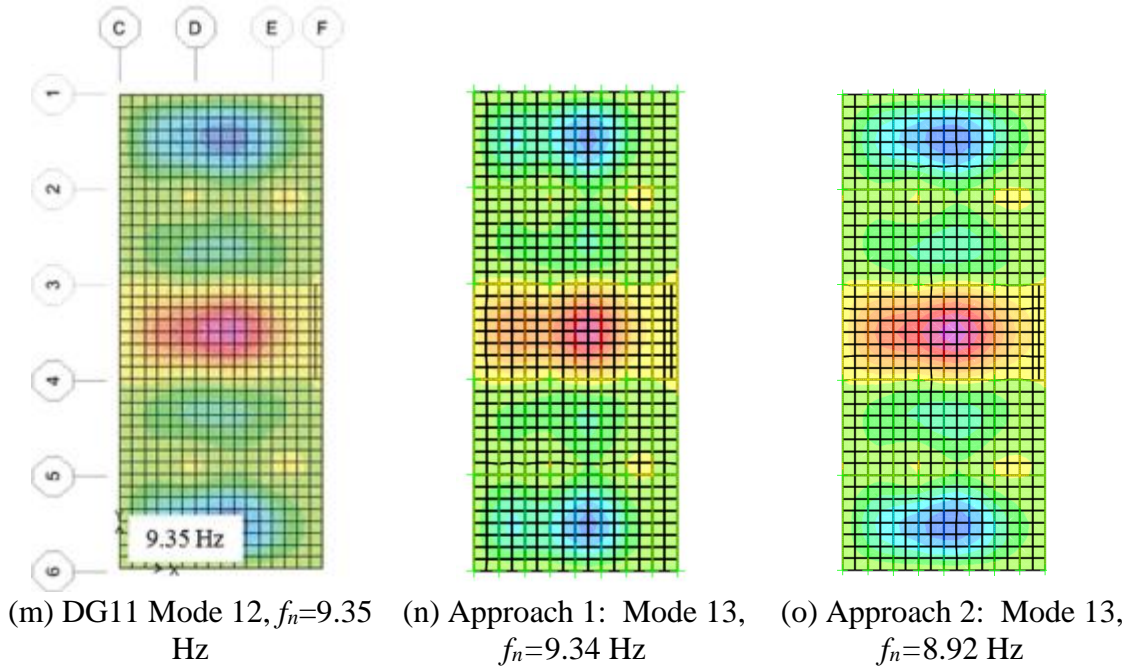 C D E F
1
2
3
4
5
6
9.35 Hz
Y
X
(m) DG11 Mode 12, fn=9.35
Hz
(n) Approach 1: Mode 13,
fn=9.34 Hz
(o) Approach 2: Mode 13,
fn=8.92 Hz